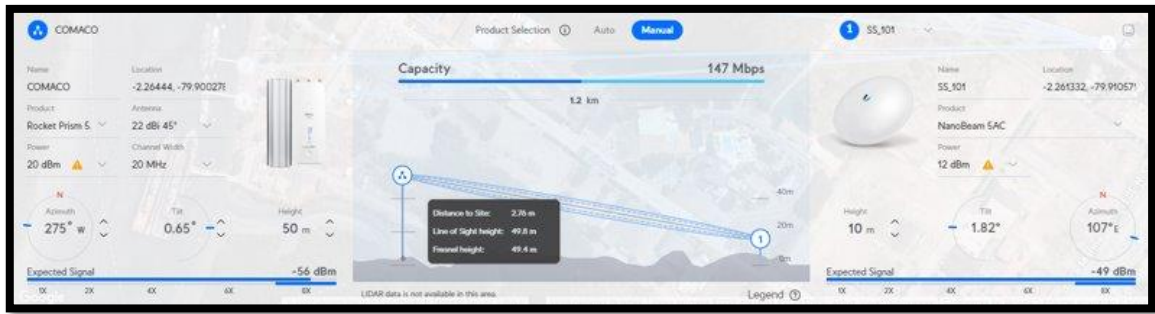 COMACO
Product Selection Auto Manual
1 SS_101
Name Location
COMACO -2.26444, -79.900278
Product Antenna
Rocket Prism 5. 22 dBi 45°
Power Channel Width
20 dBm 20 MHz
N
Azimuth Tilt Height
275° W 0.65° 50 m
Expected Signal -56 dBm
1X 2X 4X 6X 8X
Capacity 147 Mbps
1.2 km
40m
20m
0m
1
Distance to Site: 2.76 m
Line of Sight height: 49.8 m
Fresnel height: 49.4 m
LIDAR data is not available in this area.
Legend
Name Location
SS_101 -2.261332, -79.91057
Product
NanoBeam 5AC
Power
12 dBm
N
Height Tilt Azimuth
10 m 1.82° 107° E
Expected Signal -49 dBm
1X 2X 4X 6X 8X